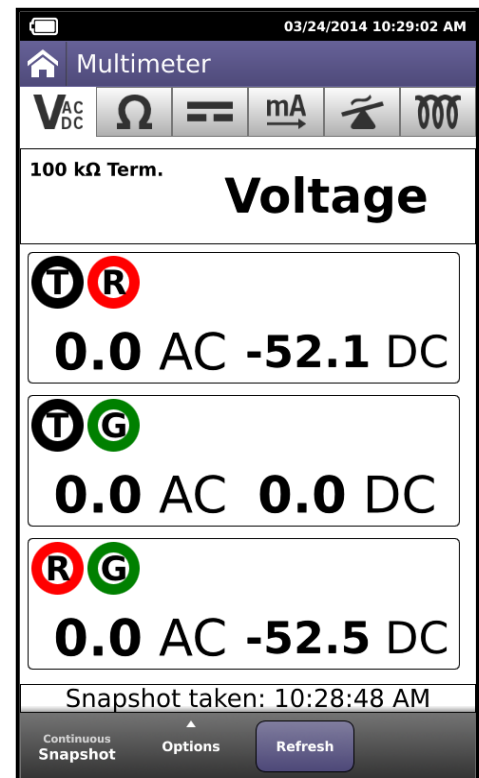 03/24/2014 10:29:02 AM
Multimeter
VAC DC Ω mA
100 kΩ Term.
Voltage
T R
0.0 AC -52.1 DC
T G
0.0 AC 0.0 DC
R G
0.0 AC -52.5 DC
Snapshot taken: 10:28:48 AM
Continuous
Snapshot Options Refresh